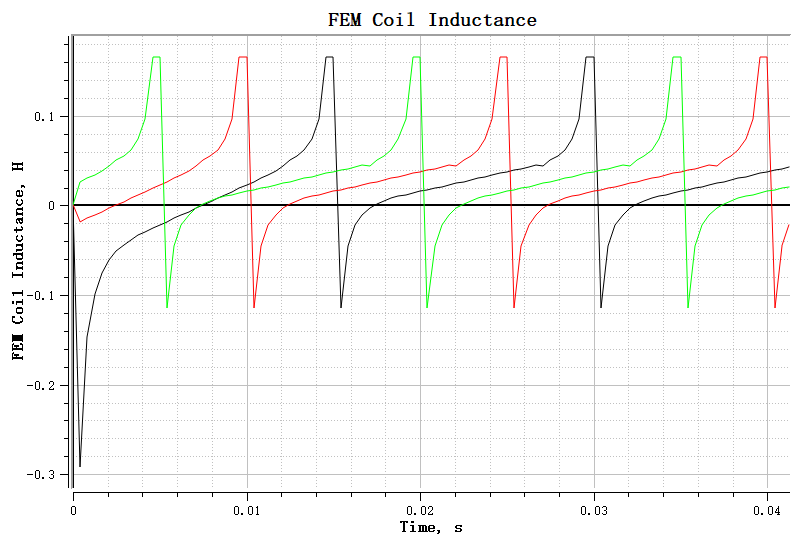 FEM Coil Inductance
FEM Coil Inductance, H
0.1
0
-0.1
-0.2
-0.3
0 0.01 0.02 0.03 0.04
Time, s